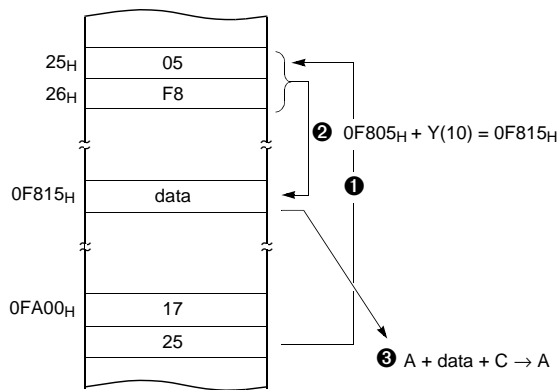 25H 05
26H F8
❷ 0F805H + Y(10) = 0F815H
❶
0F815H data
0FA00H 17
25
❸ A + data + C → A